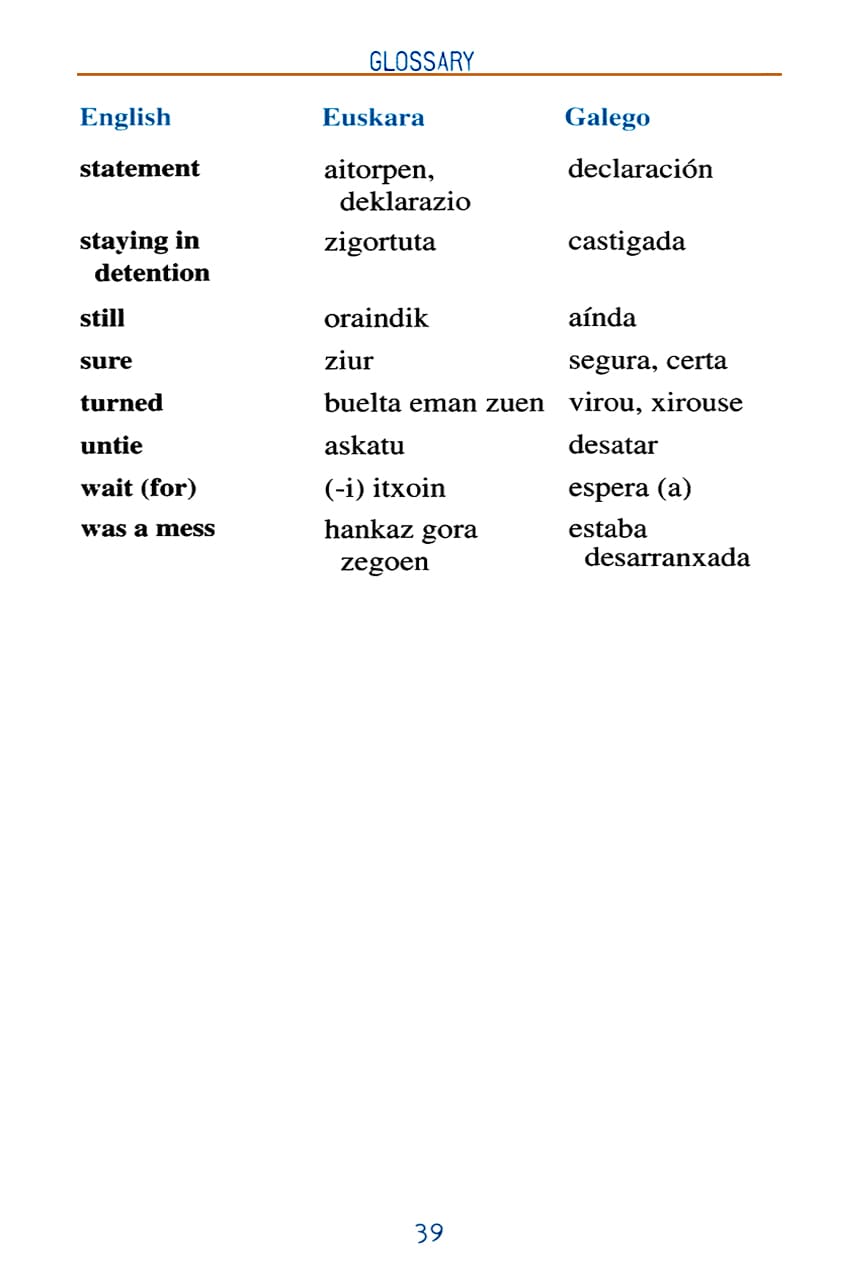 GLOSSARY
English Euskara Galego
statement aitorpen, declaración
deklarazio
staying in zigortuta castigada
detention
still oraindik aínda
sure ziur segura, certa
turned buelta eman zuen virou, xirouse
untie askatu desatar
wait (for) (-i) itxoin espera (a)
was a mess hankaz gora estaba
zegoen desarranxada
39